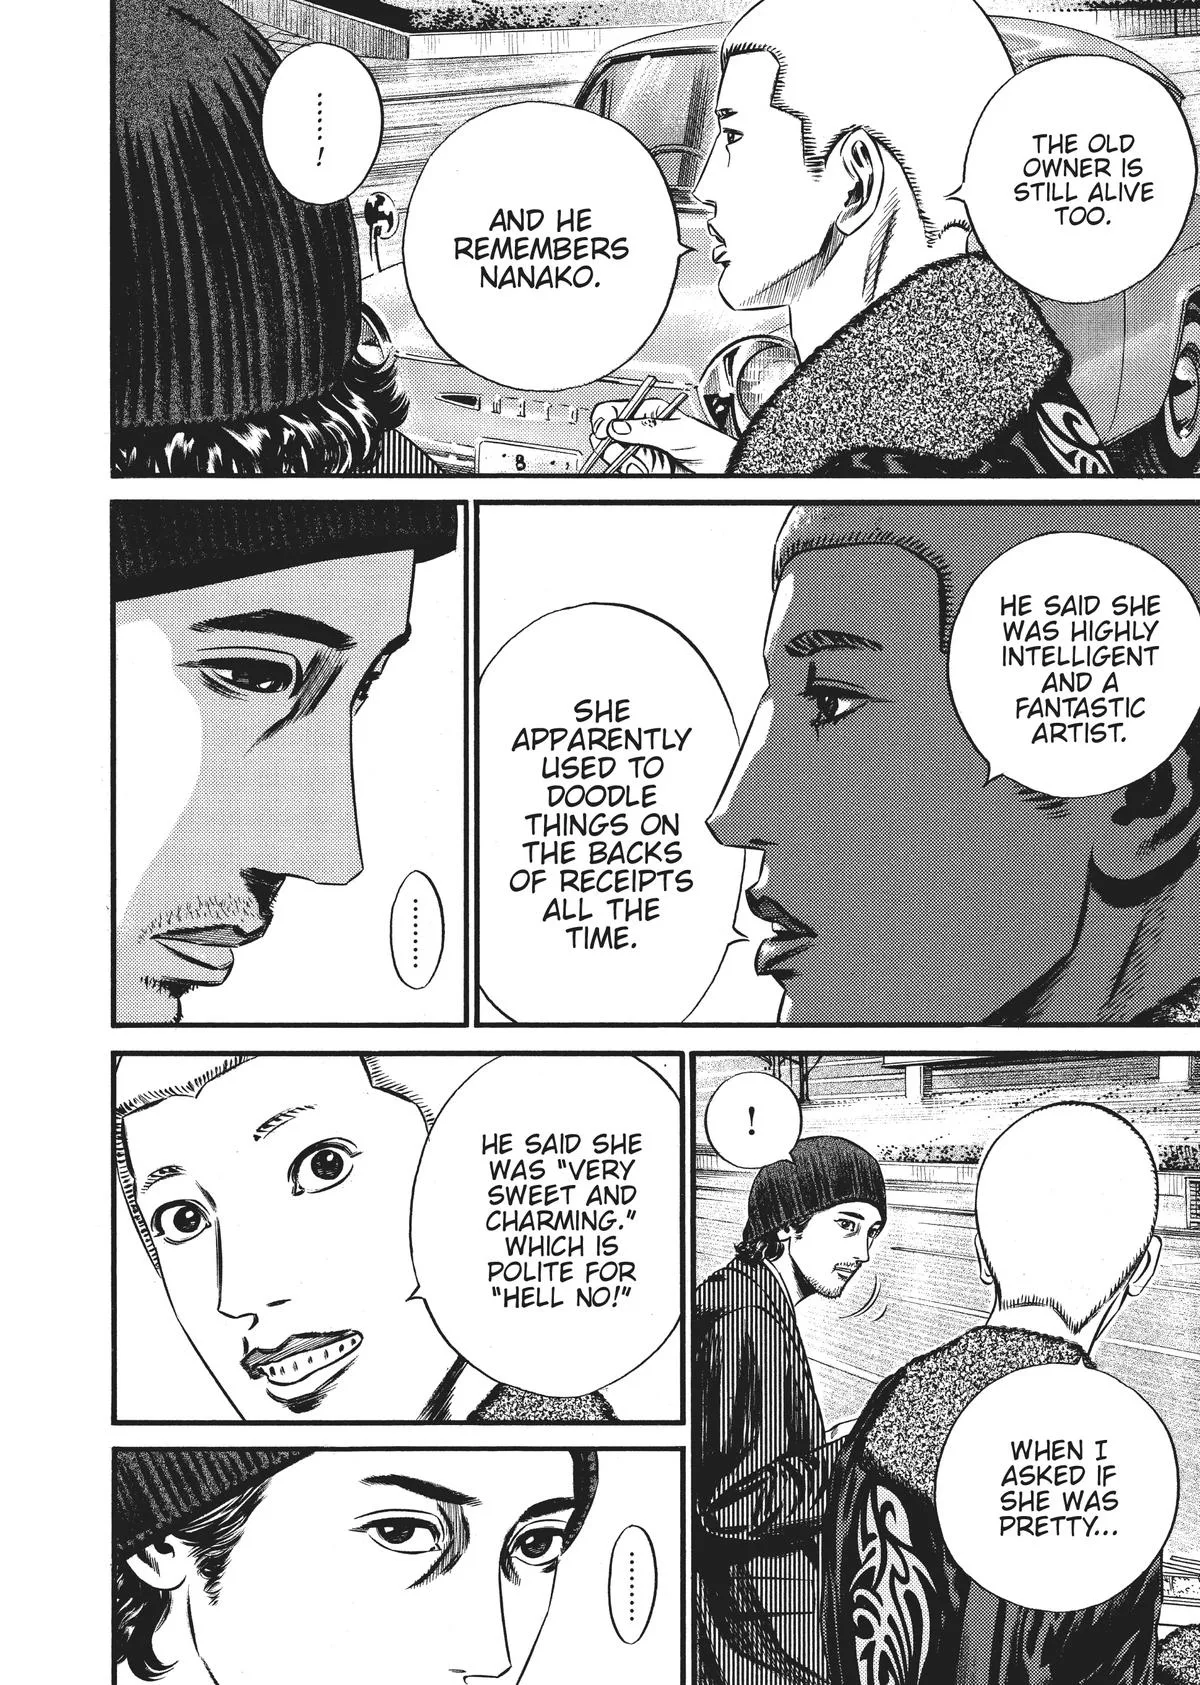 THE OLD
OWNER IS
STILL ALIVE
TOO.
AND HE
REMEMBERS
NANAKO.
........!
8
HE SAID SHE
WAS HIGHLY
INTELLIGENT
AND A
FANTASTIC
ARTIST.
SHE
APPARENTLY
USED TO
DOODLE
THINGS ON
THE BACKS
OF RECEIPTS
ALL THE
TIME.
........
!
WHEN I
ASKED IF
SHE WAS
PRETTY...
HE SAID SHE
WAS "VERY
SWEET AND
CHARMING."
WHICH IS
POLITE FOR
"HELL NO!"
........